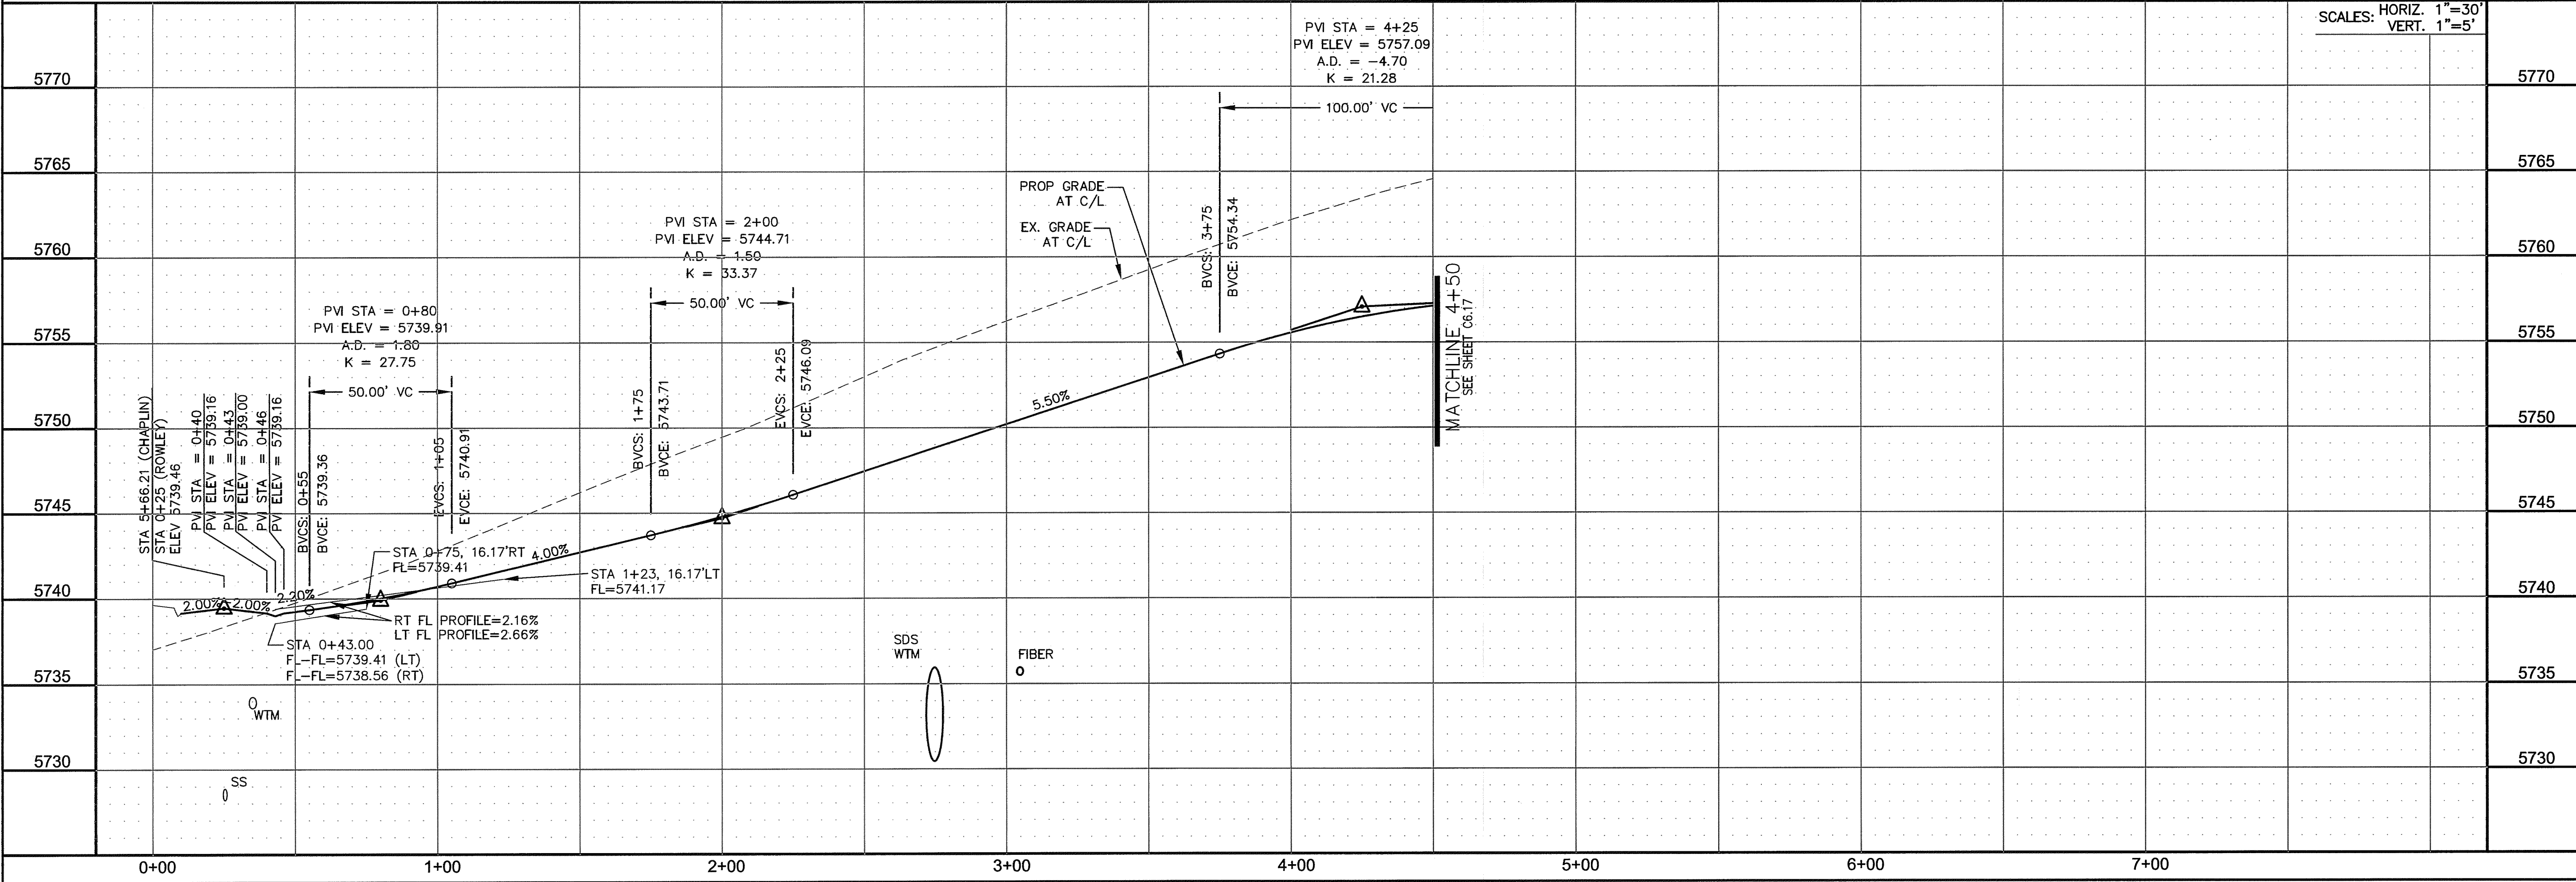 SCALES: HORIZ. 1"=30'
VERT. 1"=5'
PVI STA = 4+25
PVI ELEV = 5757.09
A.D. = -4.70
K = 21.28
100.00' VC
BVCS: 3+75
BVCE: 5754.34
PROP GRADE
AT C/L
EX. GRADE
AT C/L
PVI STA = 2+00
PVI ELEV = 5744.71
A.D. = 1.50
K = 33.37
50.00' VC
BVCS: 1+75
BVCE: 5743.71
EVCS: 2+25
EVCE: 5746.09
PVI STA = 0+80
PVI ELEV = 5739.91
A.D. = 1.80
K = 27.75
50.00' VC
BVCS: 0+55
BVCE: 5739.36
EVCS: 1+05
EVCE: 5740.91
STA 5+66.21 (CHAPLIN)
STA 0+25 (ROWLEY)
ELEV 5739.46
PVI STA = 0+40
PVI ELEV = 5739.16
PVI STA = 0+43
PVI ELEV = 5739.00
PVI STA = 0+46
PVI ELEV = 5739.16
MATCHLINE 4+50
SEE SHEET C6.17
5.50%
4.00%
2.00%
-2.00%
2.20%
STA 0+75, 16.17'RT
FL=5739.41
STA 1+23, 16.17'LT
FL=5741.17
RT FL PROFILE=2.16%
LT FL PROFILE=2.66%
STA 0+43.00
FL-FL=5739.41 (LT)
FL-FL=5738.56 (RT)
SDS
WTM
FIBER
WTM
SS
5770
5765
5760
5755
5750
5745
5740
5735
5730
5770
5765
5760
5755
5750
5745
5740
5735
5730
0+00
1+00
2+00
3+00
4+00
5+00
6+00
7+00